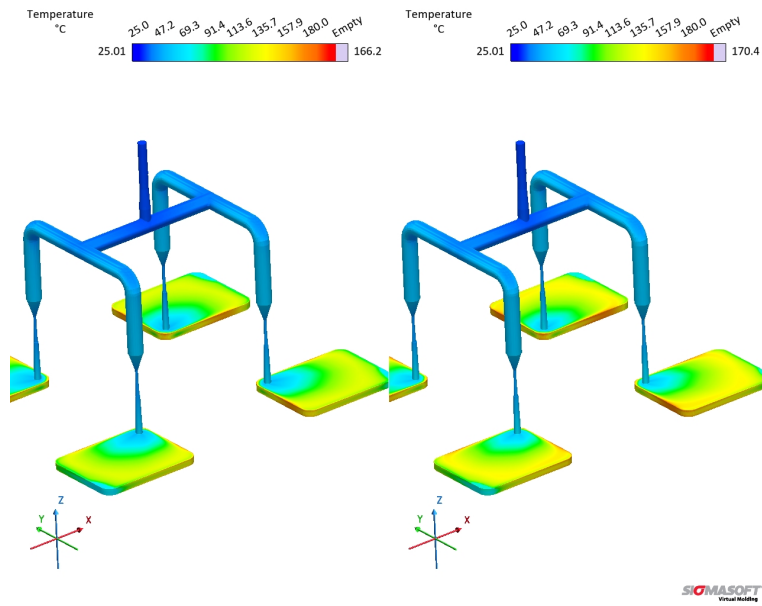 Temperature
°C
25.0 47.2 69.3 91.4 113.6 135.7 157.9 180.0 Empty
25.01 166.2
Temperature
°C
25.0 47.2 69.3 91.4 113.6 135.7 157.9 180.0 Empty
25.01 170.4
Z
Y
X
Z
Y
X
SIGMASOFT
Virtual Molding